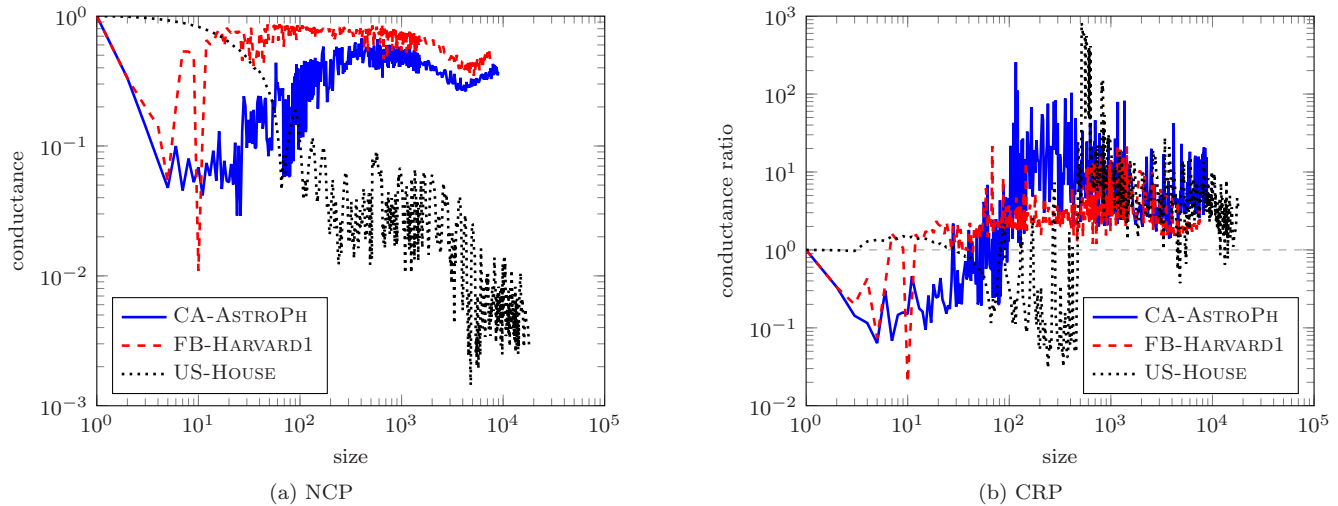 10^0
10^-1
10^-2
10^-3
10^0 10^1 10^2 10^3 10^4 10^5
conductance
size
CA-ASTROPH
FB-HARVARD1
US-HOUSE
(a) NCP
10^3
10^2
10^1
10^0
10^-1
10^-2
10^0 10^1 10^2 10^3 10^4 10^5
conductance ratio
size
CA-ASTROPH
FB-HARVARD1
US-HOUSE
(b) CRP